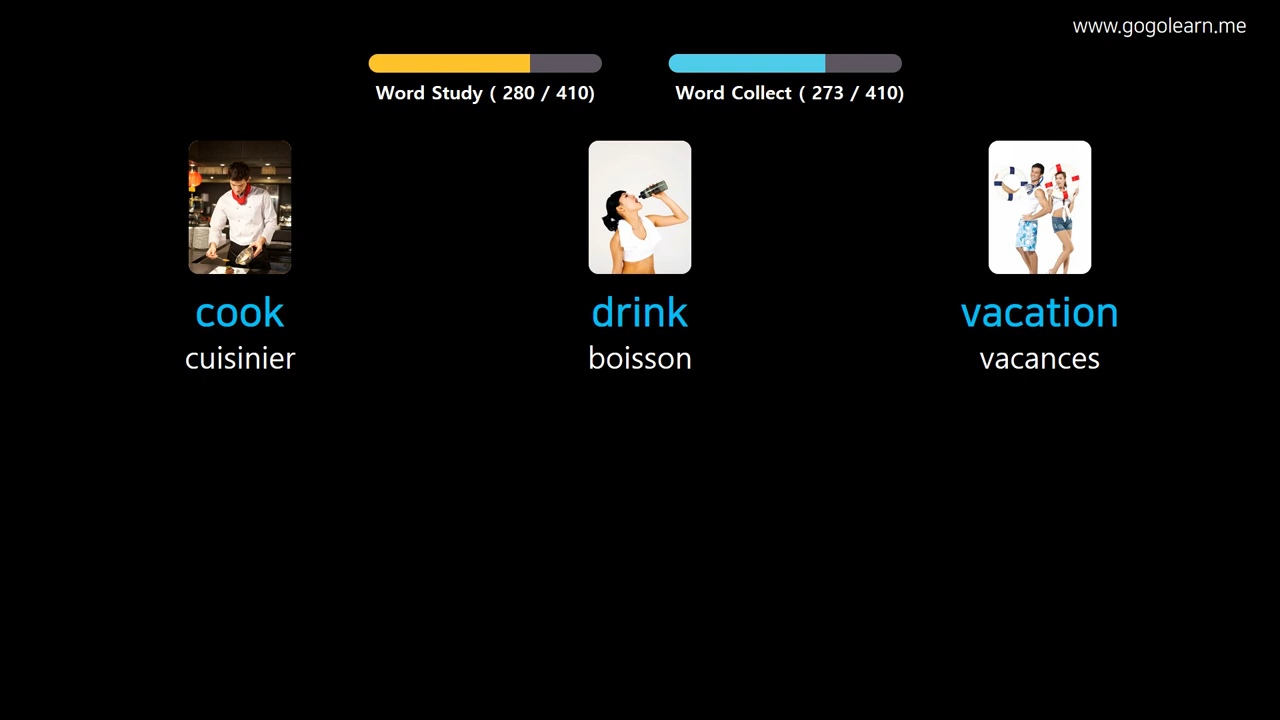 www.gogolearn.me
Word Study ( 280 / 410)
Word Collect ( 273 / 410)
cook
cuisinier
drink
boisson
vacation
vacances